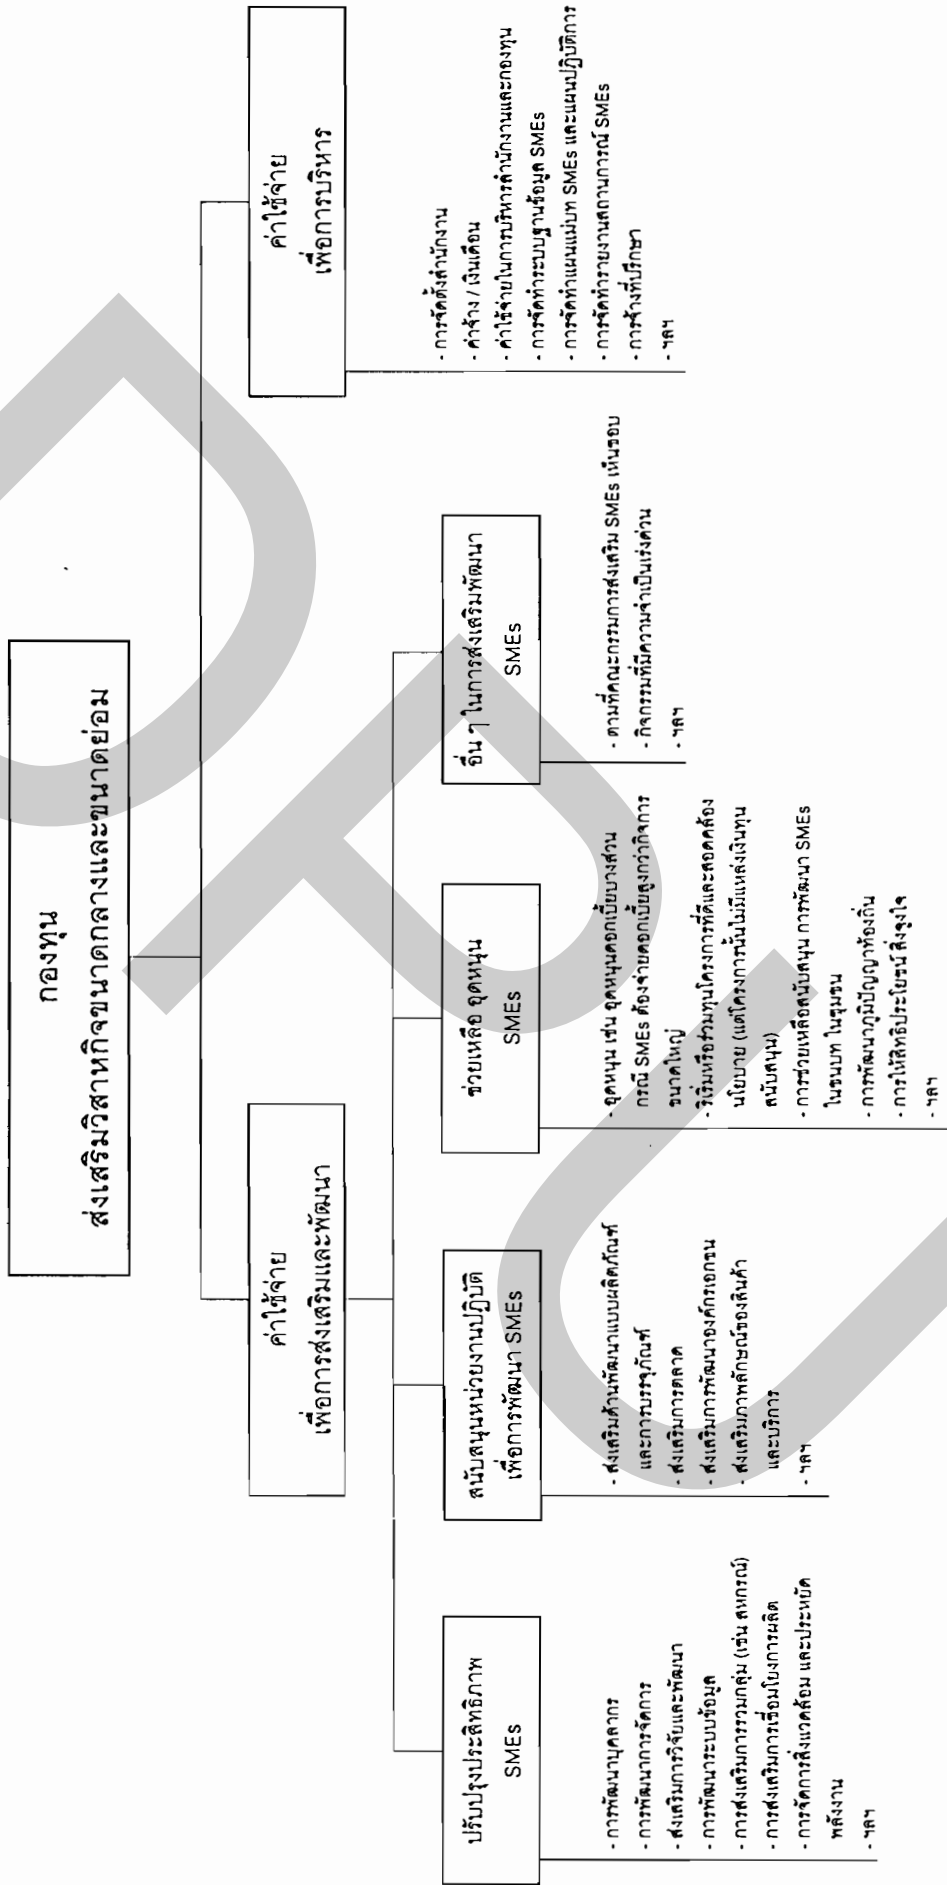 กองทุน
ส่งเสริมวิสาหกิจขนาดกลางและขนาดย่อม
ค่าใช้จ่าย
เพื่อการส่งเสริมและพัฒนา
ค่าใช้จ่าย
เพื่อการบริหาร
ปรับปรุงประสิทธิภาพ
SMEs
- การพัฒนาบุคลากร
- การพัฒนาการจัดการ
- ส่งเสริมการวิจัยและพัฒนา
- การพัฒนาระบบข้อมูล
- การส่งเสริมการรวมกลุ่ม (เช่น สหกรณ์)
- การส่งเสริมการเชื่อมโยงการผลิต
- การจัดการสิ่งแวดล้อม และประหยัด
พลังงาน
- ฯลฯ
สนับสนุนหน่วยงานปฏิบัติ
เพื่อการพัฒนา SMEs
- ส่งเสริมด้านพัฒนาแบบผลิตภัณฑ์
และการบรรจุภัณฑ์
- ส่งเสริมการตลาด
- ส่งเสริมการพัฒนาองค์กรเอกชน
- ส่งเสริมภาพลักษณ์ของสินค้า
และบริการ
- ฯลฯ
ช่วยเหลือ อุดหนุน
SMEs
- อุดหนุน เช่น อุดหนุนดอกเบี้ยบางส่วน
กรณี SMEs ต้องจ่ายดอกเบี้ยสูงกว่ากิจการ
ขนาดใหญ่
- ริเริ่มหรือร่วมทุนโครงการที่ดีและสอดคล้อง
นโยบาย (แต่โครงการนั้นไม่มีแหล่งเงินทุน
สนับสนุน)
- การช่วยเหลือสนับสนุน การพัฒนา SMEs
ในชนบท ในชุมชน
- การพัฒนาภูมิปัญญาท้องถิ่น
- การให้สิทธิประโยชน์ สิ่งจูงใจ
- ฯลฯ
อื่น ๆ ในการส่งเสริมพัฒนา
SMEs
- ตามที่คณะกรรมการส่งเสริม SMEs เห็นชอบ
- กิจกรรมที่มีความจำเป็นเร่งด่วน
- ฯลฯ
- การจัดตั้งสำนักงาน
- ค่าจ้าง / เงินเดือน
- ค่าใช้จ่ายในการบริหารสำนักงานและกองทุน
- การจัดทำระบบฐานข้อมูล SMEs
- การจัดทำแผนแม่บท SMEs และแผนปฏิบัติการ
- การจัดทำรายงานสถานการณ์ SMEs
- การจ้างที่ปรึกษา
- ฯลฯ